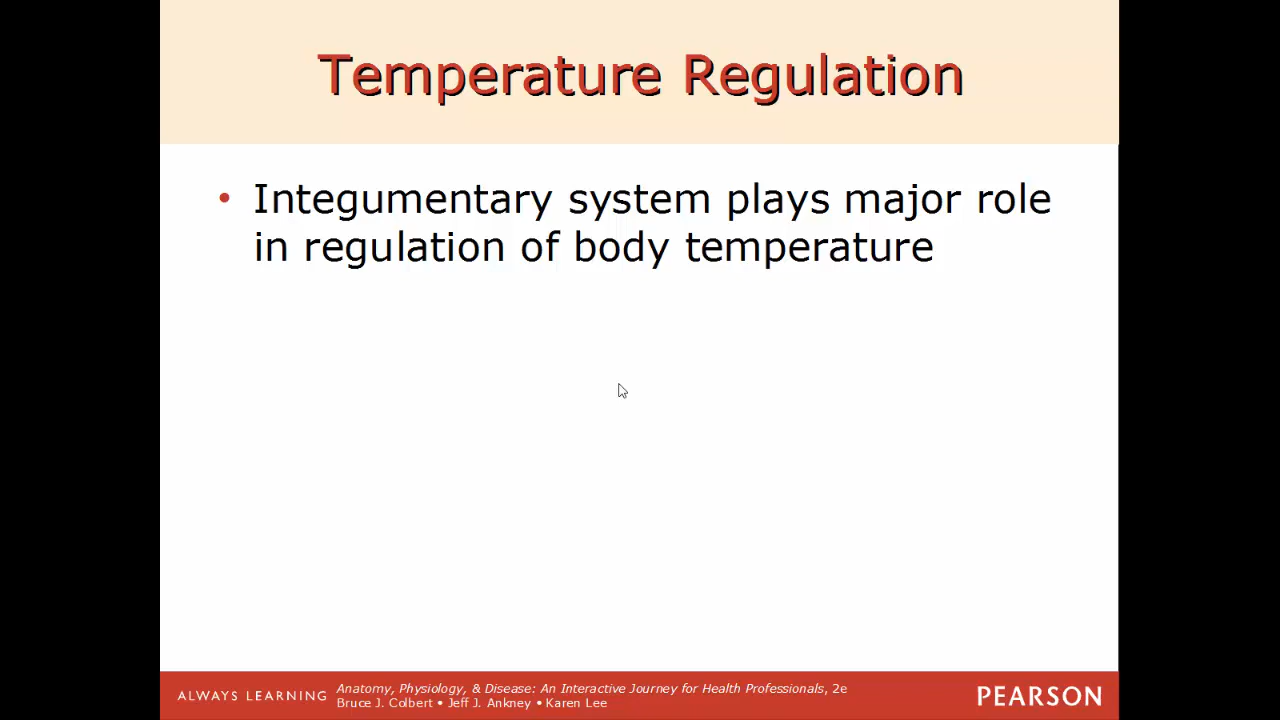 Temperature Regulation
• Integumentary system plays major role
in regulation of body temperature
ALWAYS LEARNING
Anatomy, Physiology, & Disease: An Interactive Journey for Health Professionals, 2e
Bruce J. Colbert • Jeff J. Ankney • Karen Lee
PEARSON